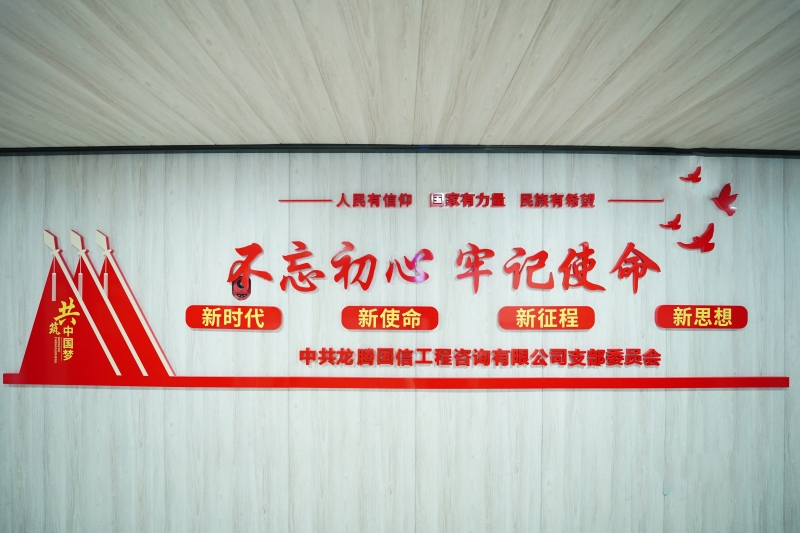 人民有信仰 国家有力量 民族有希望
不忘初心 牢记使命
新时代 新使命 新征程 新思想
中共龙腾国信工程咨询有限公司支部委员会
共筑
中国梦